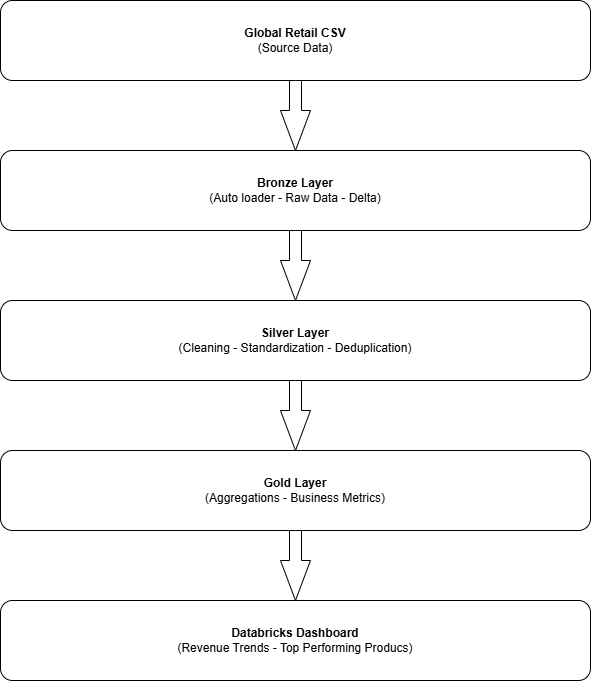 Global Retail CSV
(Source Data)
Bronze Layer
(Auto loader - Raw Data - Delta)
Silver Layer
(Cleaning - Standardization - Deduplication)
Gold Layer
(Aggregations - Business Metrics)
Databricks Dashboard
(Revenue Trends - Top Performing Producs)